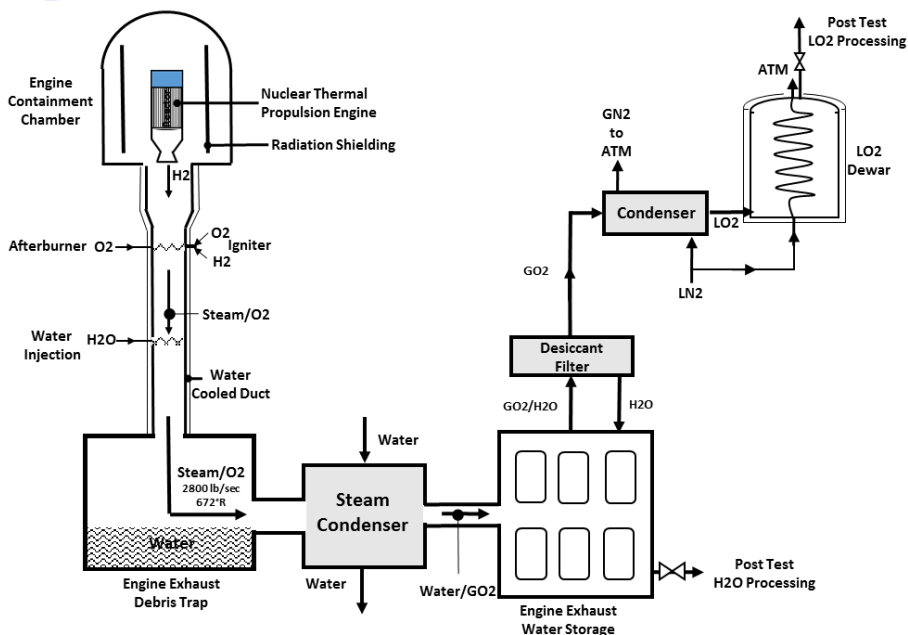 Engine
Containment
Chamber
Reactor
Nuclear Thermal
Propulsion Engine
Radiation Shielding
H2
Afterburner O2
O2
Igniter
H2
Steam/O2
Water
Injection
H2O
Water
Cooled Duct
Steam/O2
2800 lb/sec
672°R
Water
Engine Exhaust
Debris Trap
Water
Steam
Condenser
Water
Water/GO2
Engine Exhaust
Water Storage
Post Test
H2O Processing
GO2/H2O
H2O
Desiccant
Filter
GO2
GN2
to
ATM
Condenser
LO2
LN2
Post Test
LO2 Processing
ATM
LO2
Dewar